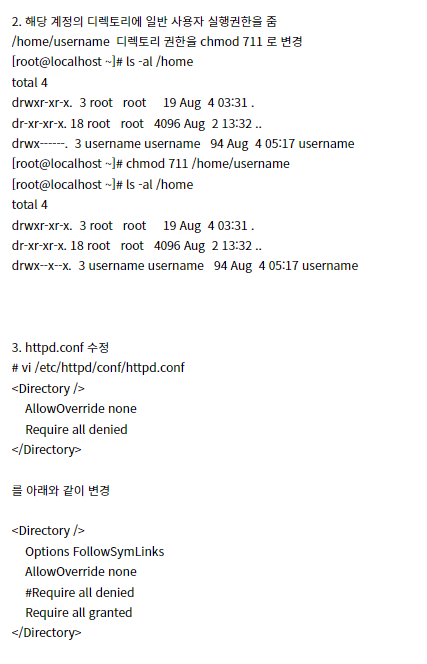 2. 해당 계정의 디렉토리에 일반 사용자 실행권한을 줌
/home/username 디렉토리 권한을 chmod 711 로 변경
[root@localhost ~]# ls -al /home
total 4
drwxr-xr-x. 3 root root 19 Aug 4 03:31 .
dr-xr-xr-x. 18 root root 4096 Aug 2 13:32 ..
drwx------. 3 username username 94 Aug 4 05:17 username
[root@localhost ~]# chmod 711 /home/username
[root@localhost ~]# ls -al /home
total 4
drwxr-xr-x. 3 root root 19 Aug 4 03:31 .
dr-xr-xr-x. 18 root root 4096 Aug 2 13:32 ..
drwx--x--x. 3 username username 94 Aug 4 05:17 username
3. httpd.conf 수정
# vi /etc/httpd/conf/httpd.conf
<Directory />
AllowOverride none
Require all denied
</Directory>
를 아래와 같이 변경
<Directory />
Options FollowSymLinks
AllowOverride none
#Require all denied
Require all granted
</Directory>